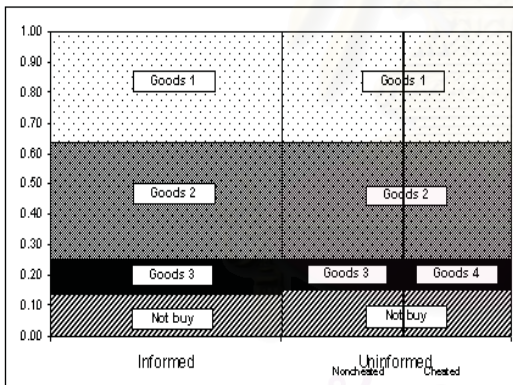 1.00
0.90
0.80
0.70
0.60
0.50
0.40
0.30
0.20
0.10
0.00
Goods 1
Goods 1
Goods 2
Goods 2
Goods 3
Goods 3
Goods 4
Not buy
Not buy
Informed
Uninformed
Noncheated
Cheated